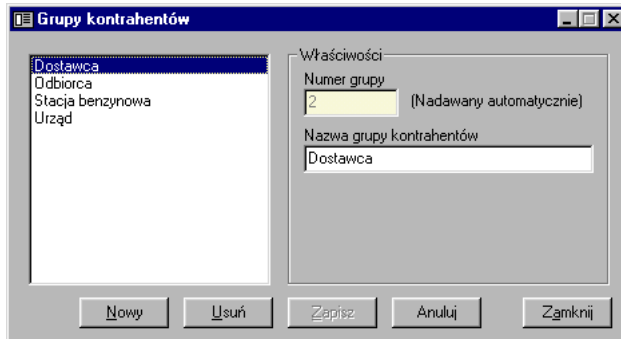 Grupy kontrahentów
Dostawca
Odbiorca
Stacja benzynowa
Urząd
Właściwości
Numer grupy
2 (Nadawany automatycznie)
Nazwa grupy kontrahentów
Dostawca
Nowy Usuń Zapisz Anuluj Zamknij